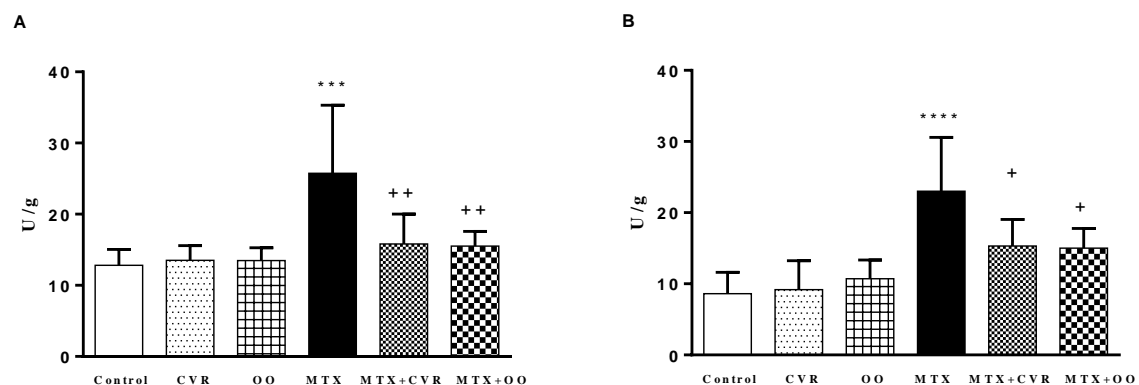 A
40
30
20
10
0
U/g
***
++
++
Control CVR OO MTX MTX+CVR MTX+OO
B
40
30
20
10
0
U/g
****
+
+
Control CVR OO MTX MTX+CVR MTX+OO